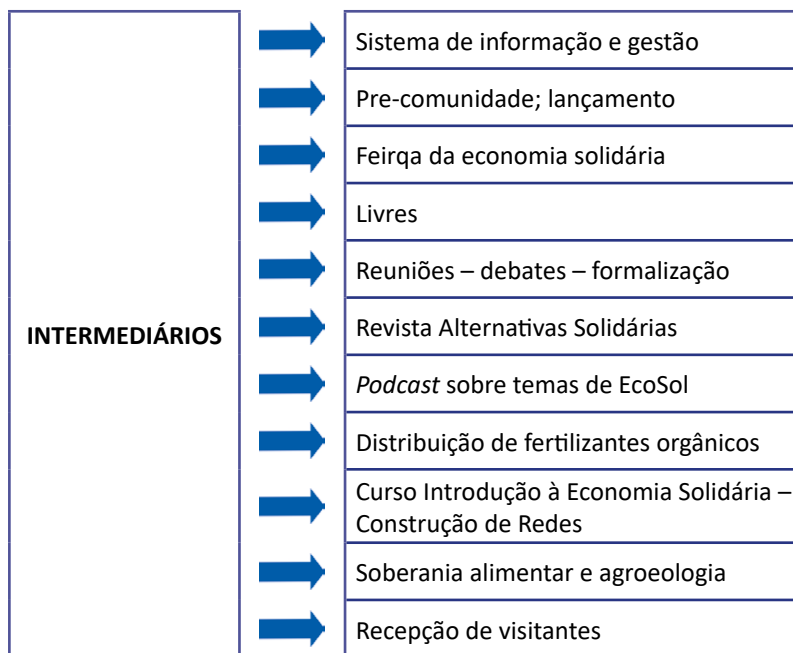 Sistema de informação e gestão
Pre-comunidade; lançamento
Feirqa da economia solidária
Livres
Reuniões – debates – formalização
INTERMEDIÁRIOS
Revista Alternativas Solidárias
Podcast sobre temas de EcoSol
Distribuição de fertilizantes orgânicos
Curso Introdução à Economia Solidária –
Construção de Redes
Soberania alimentar e agroeologia
Recepção de visitantes